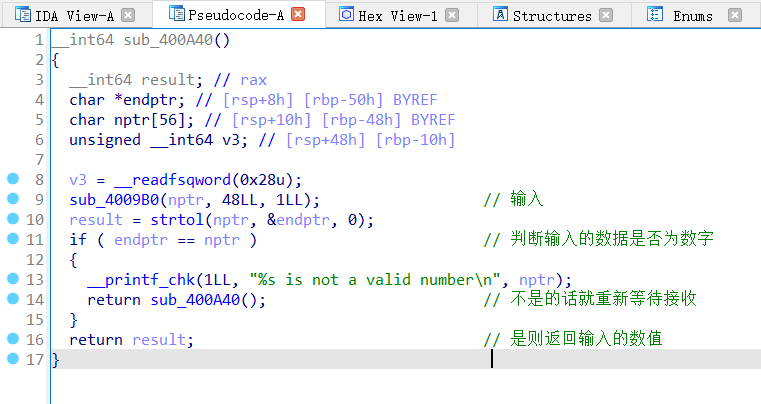 IDA View-A Pseudocode-A Hex View-1 Structures Enums
1 __int64 sub_400A40()
2 {
3 __int64 result; // rax
4 char *endptr; // [rsp+8h] [rbp-50h] BYREF
5 char nptr[56]; // [rsp+10h] [rbp-48h] BYREF
6 unsigned __int64 v3; // [rsp+48h] [rbp-10h]
7
8 v3 = __readfsqword(0x28u);
9 sub_4009B0(nptr, 48LL, 1LL); // 输入
10 result = strtol(nptr, &endptr, 0);
11 if ( endptr == nptr ) // 判断输入的数据是否为数字
12 {
13 __printf_chk(1LL, "%s is not a valid number\n", nptr);
14 return sub_400A40(); // 不是的话就重新等待接收
15 }
16 return result; // 是则返回输入的数值
17 }